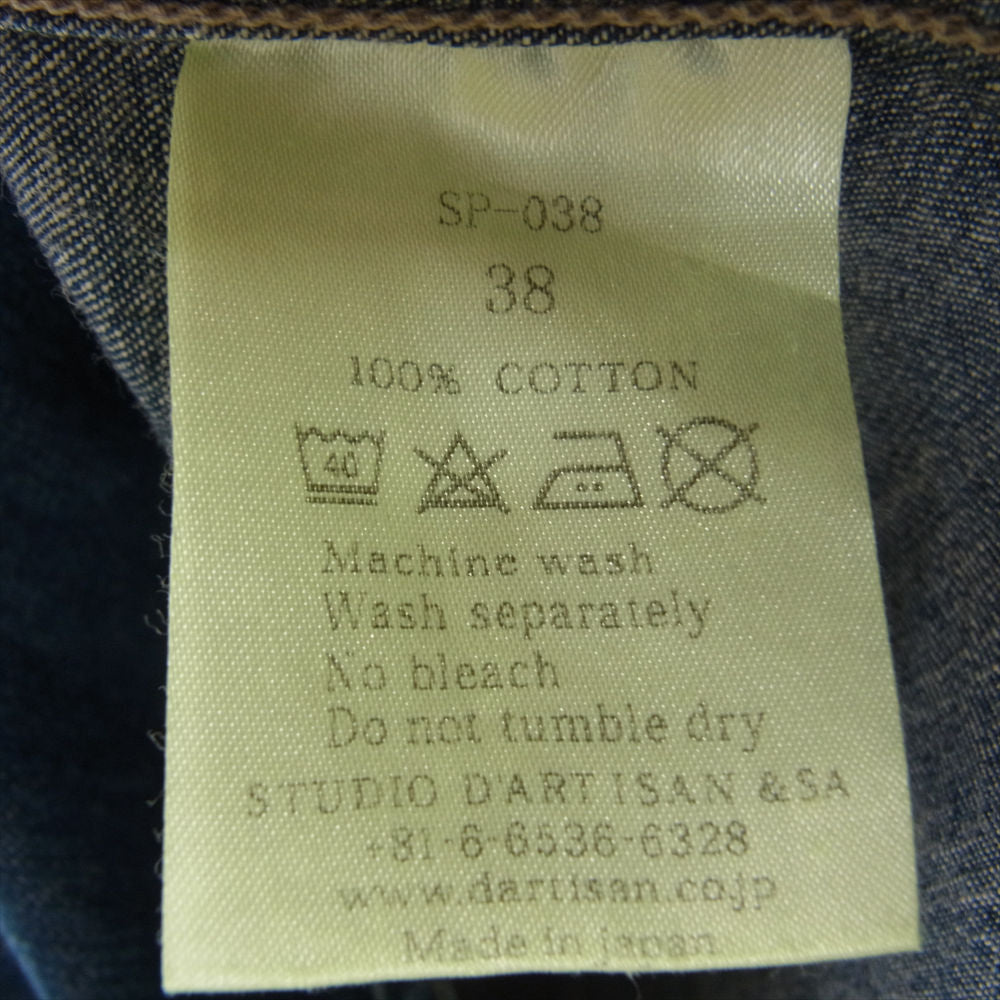 SP-038
38
100% COTTON
40
Machine wash
Wash separately
No bleach
Do not tumble dry
STUDIO D'ARTISAN &SA
+81-6-6536-6328
www.dartisan.co.jp
Made in japan